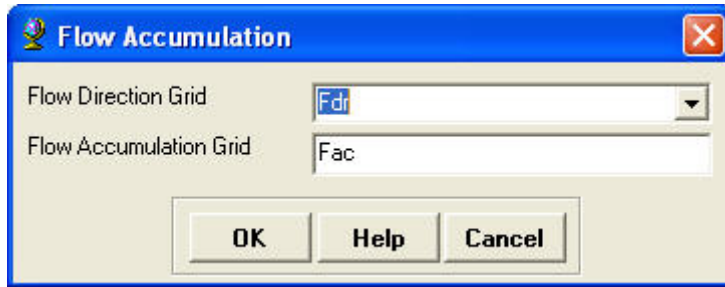 Flow Accumulation
Flow Direction Grid Fdr
Flow Accumulation Grid Fac
OK Help Cancel